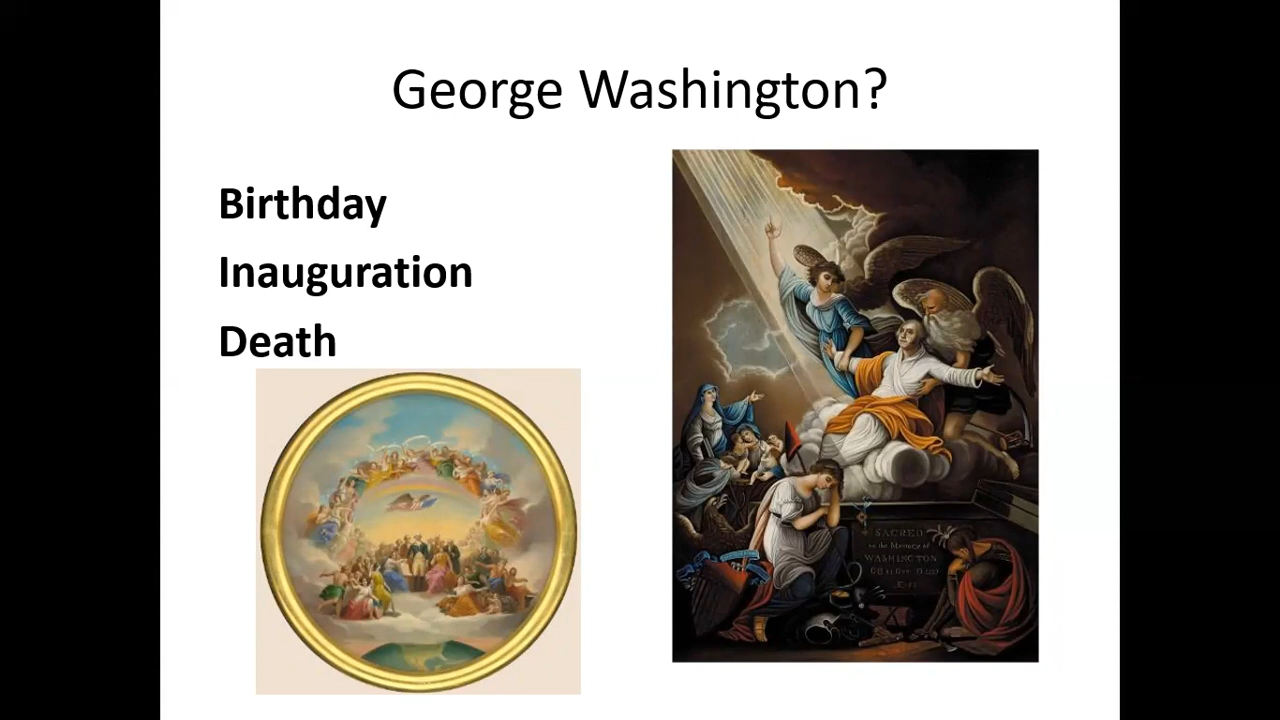 George Washington?
Birthday
Inauguration
Death
SACRED
to the Memory of
WASHINGTON